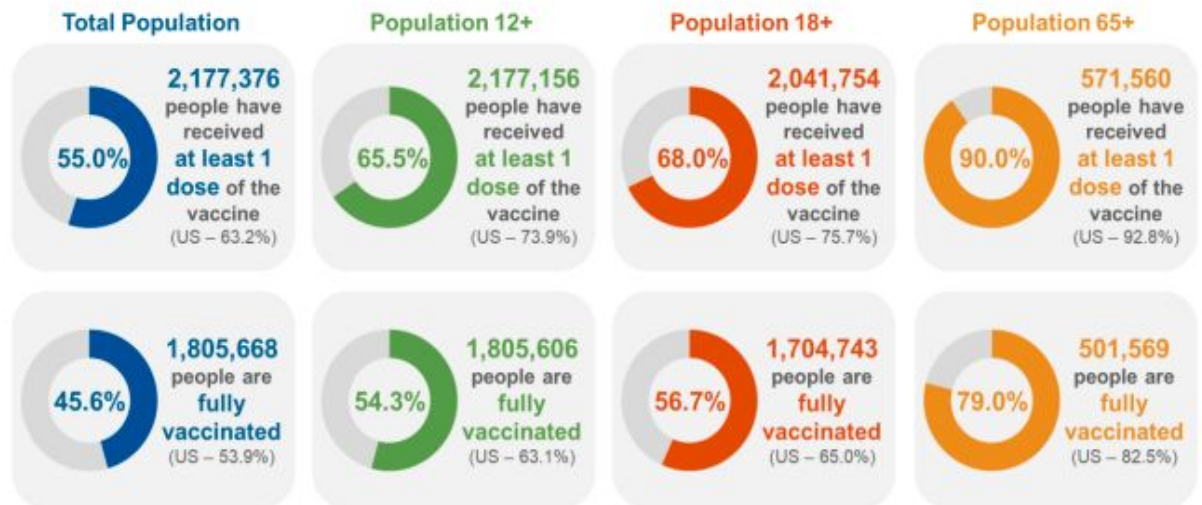 Total Population
55.0%
2,177,376
people have
received
at least 1
dose of the
vaccine
(US – 63.2%)
45.6%
1,805,668
people are
fully
vaccinated
(US – 53.9%)
Population 12+
65.5%
2,177,156
people have
received
at least 1
dose of the
vaccine
(US – 73.9%)
54.3%
1,805,606
people are
fully
vaccinated
(US – 63.1%)
Population 18+
68.0%
2,041,754
people have
received
at least 1
dose of the
vaccine
(US – 75.7%)
56.7%
1,704,743
people are
fully
vaccinated
(US – 65.0%)
Population 65+
90.0%
571,560
people have
received
at least 1
dose of the
vaccine
(US – 92.8%)
79.0%
501,569
people are
fully
vaccinated
(US – 82.5%)